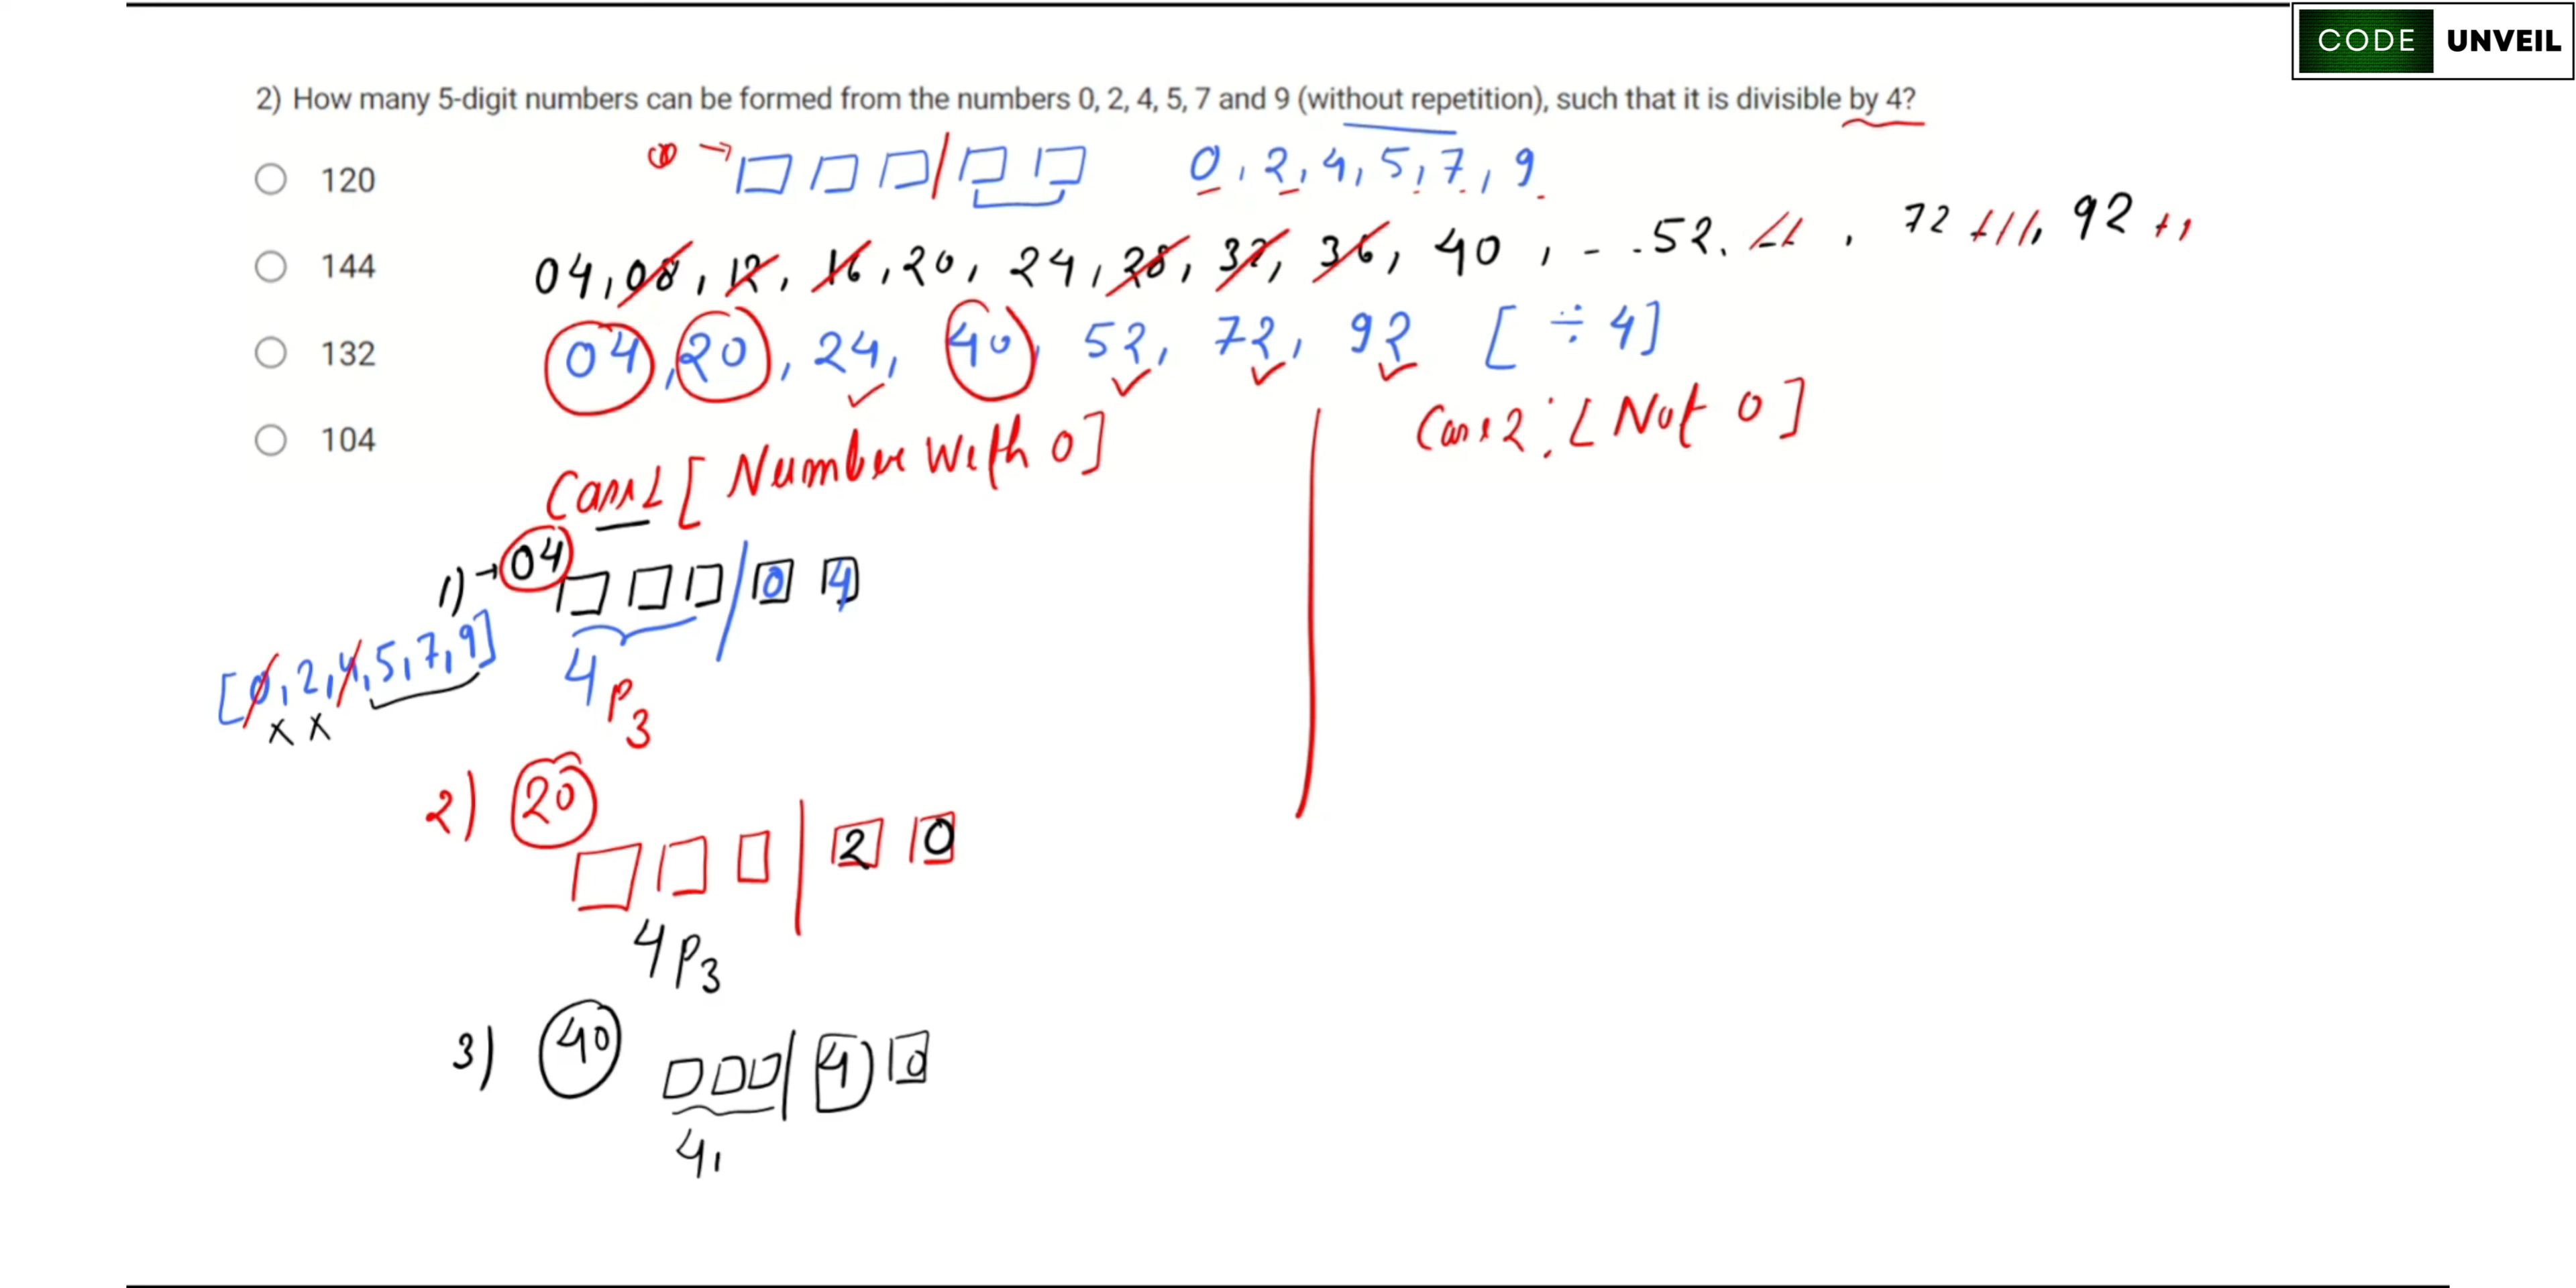 CODE UNVEIL
2) How many 5-digit numbers can be formed from the numbers 0, 2, 4, 5, 7 and 9 (without repetition), such that it is divisible by 4?
0, 2, 4, 5, 7, 9
120
144
132
104
04, 08, 12, 16, 20, 24, 28, 32, 36, 40, - - 52, , 72 , 92
04, 20, 24, 40, 52, 72, 92 [ ÷ 4]
Case 1 [ Number With 0]
Case 2 : [ Not 0 ]
1) → 04 0 4
[0, 2, 4, 5, 7, 9]
x x
4P3
2) 20
2 0
4P3
3) 40 4 0
4